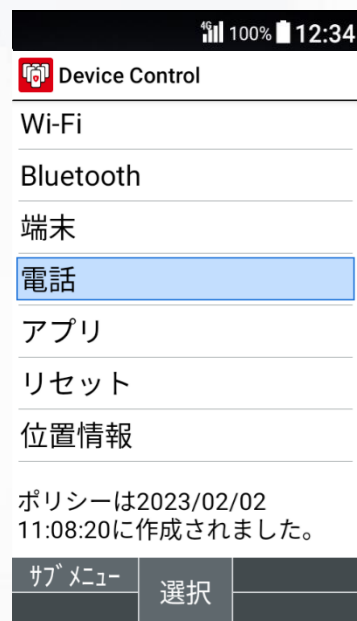 4G 100% 12:34
Device Control
Wi-Fi
Bluetooth
端末
電話
アプリ
リセット
位置情報
ポリシーは2023/02/02
11:08:20に作成されました。
ｻﾌﾞﾒﾆｭｰ
選択